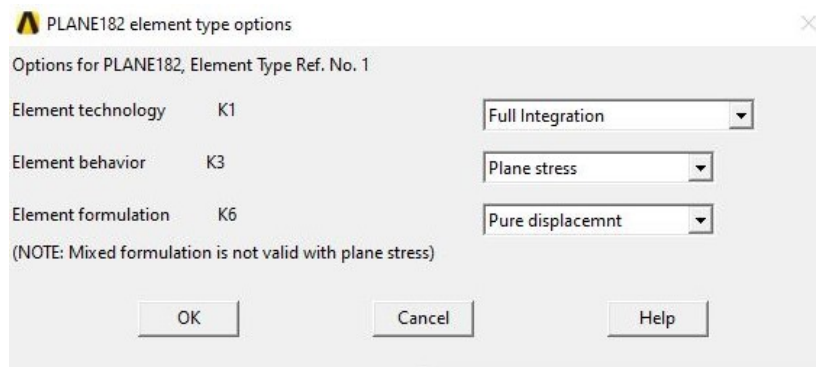 PLANE182 element type options
Options for PLANE182, Element Type Ref. No. 1
Element technology K1 Full Integration
Element behavior K3 Plane stress
Element formulation K6 Pure displacemnt
(NOTE: Mixed formulation is not valid with plane stress)
OK Cancel Help